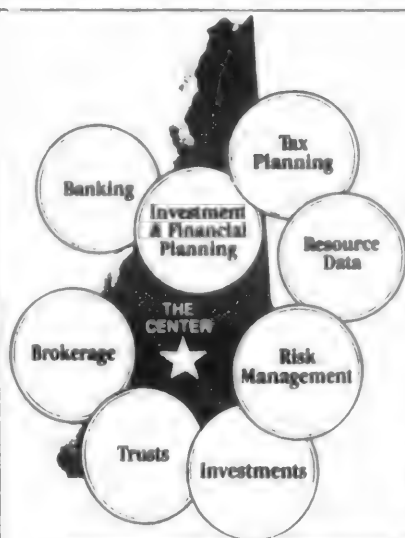 Tax
Planning
Banking
Investment
& Financial
Planning
Resource
Data
THE
CENTER
Brokerage
Risk
Management
Trusts
Investments